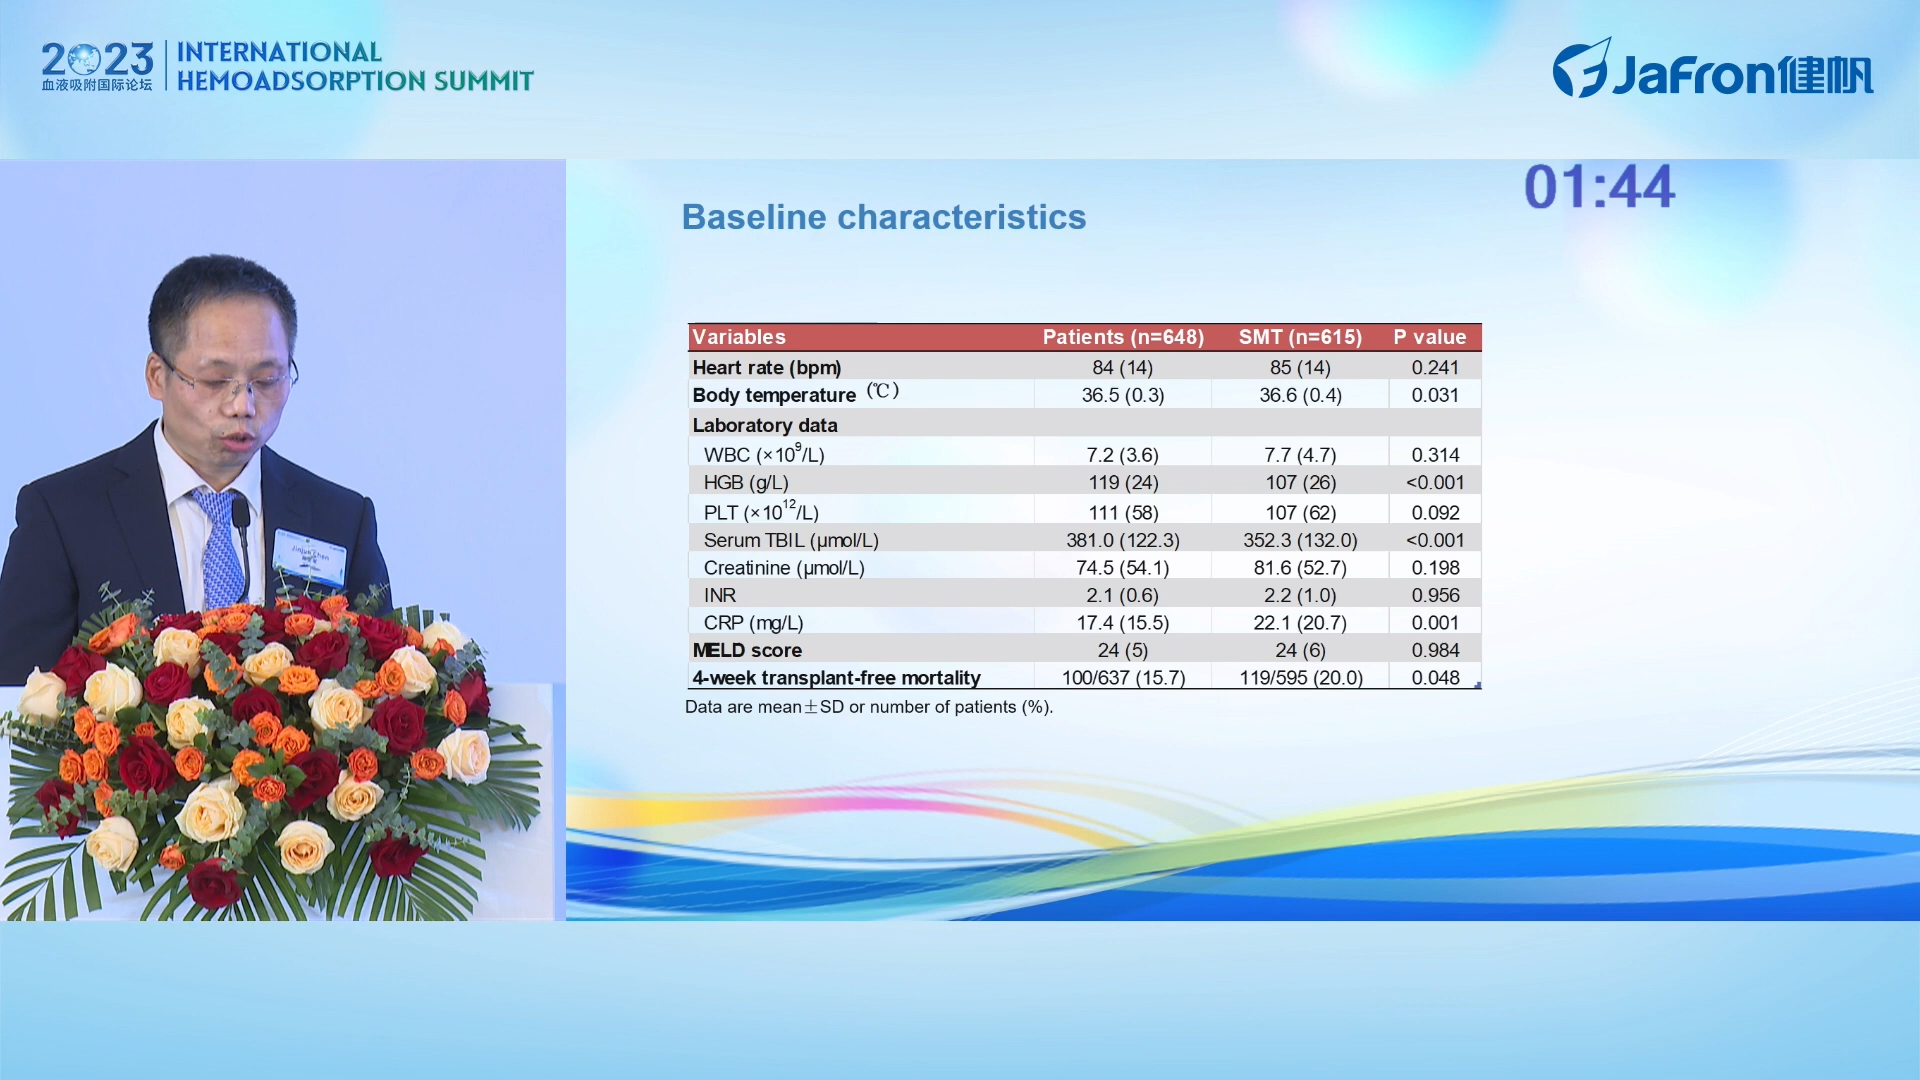 2023
血液吸附国际论坛
INTERNATIONAL
HEMOADSORPTION SUMMIT
JaFron健帆
01:44
Baseline characteristics
Variables Patients (n=648) SMT (n=615) P value
Heart rate (bpm) 84 (14) 85 (14) 0.241
Body temperature (℃) 36.5 (0.3) 36.6 (0.4) 0.031
Laboratory data
WBC (×10⁹/L) 7.2 (3.6) 7.7 (4.7) 0.314
HGB (g/L) 119 (24) 107 (26) <0.001
PLT (×10¹²/L) 111 (58) 107 (62) 0.092
Serum TBIL (μmol/L) 381.0 (122.3) 352.3 (132.0) <0.001
Creatinine (μmol/L) 74.5 (54.1) 81.6 (52.7) 0.198
INR 2.1 (0.6) 2.2 (1.0) 0.956
CRP (mg/L) 17.4 (15.5) 22.1 (20.7) 0.001
MELD score 24 (5) 24 (6) 0.984
4-week transplant-free mortality 100/637 (15.7) 119/595 (20.0) 0.048
Data are mean±SD or number of patients (%).
Jinjun Chen